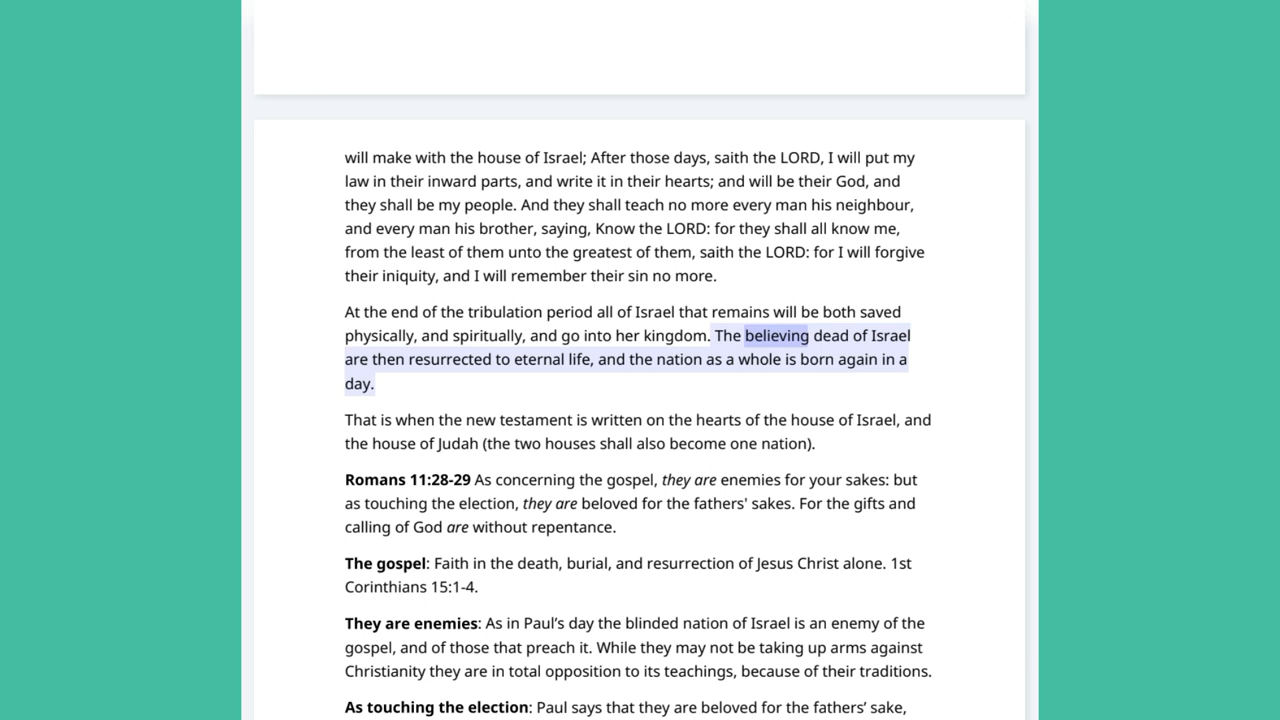 will make with the house of Israel; After those days, saith the LORD, I will put my
law in their inward parts, and write it in their hearts; and will be their God, and
they shall be my people. And they shall teach no more every man his neighbour,
and every man his brother, saying, Know the LORD: for they shall all know me,
from the least of them unto the greatest of them, saith the LORD: for I will forgive
their iniquity, and I will remember their sin no more.
At the end of the tribulation period all of Israel that remains will be both saved
physically, and spiritually, and go into her kingdom. The believing dead of Israel
are then resurrected to eternal life, and the nation as a whole is born again in a
day.
That is when the new testament is written on the hearts of the house of Israel, and
the house of Judah (the two houses shall also become one nation).
Romans 11:28-29 As concerning the gospel, they are enemies for your sakes: but
as touching the election, they are beloved for the fathers' sakes. For the gifts and
calling of God are without repentance.
The gospel: Faith in the death, burial, and resurrection of Jesus Christ alone. 1st
Corinthians 15:1-4.
They are enemies: As in Paul’s day the blinded nation of Israel is an enemy of the
gospel, and of those that preach it. While they may not be taking up arms against
Christianity they are in total opposition to its teachings, because of their traditions.
As touching the election: Paul says that they are beloved for the fathers’ sake,